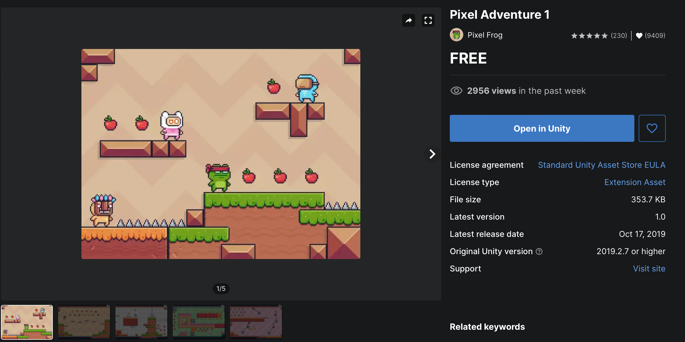 Pixel Adventure 1
Pixel Frog
(230) | (9409)
FREE
2956 views in the past week
Open in Unity
License agreement Standard Unity Asset Store EULA
License type Extension Asset
File size 353.7 KB
Latest version 1.0
Latest release date Oct 17, 2019
Original Unity version 2019.2.7 or higher
Support Visit site
1/5
Related keywords